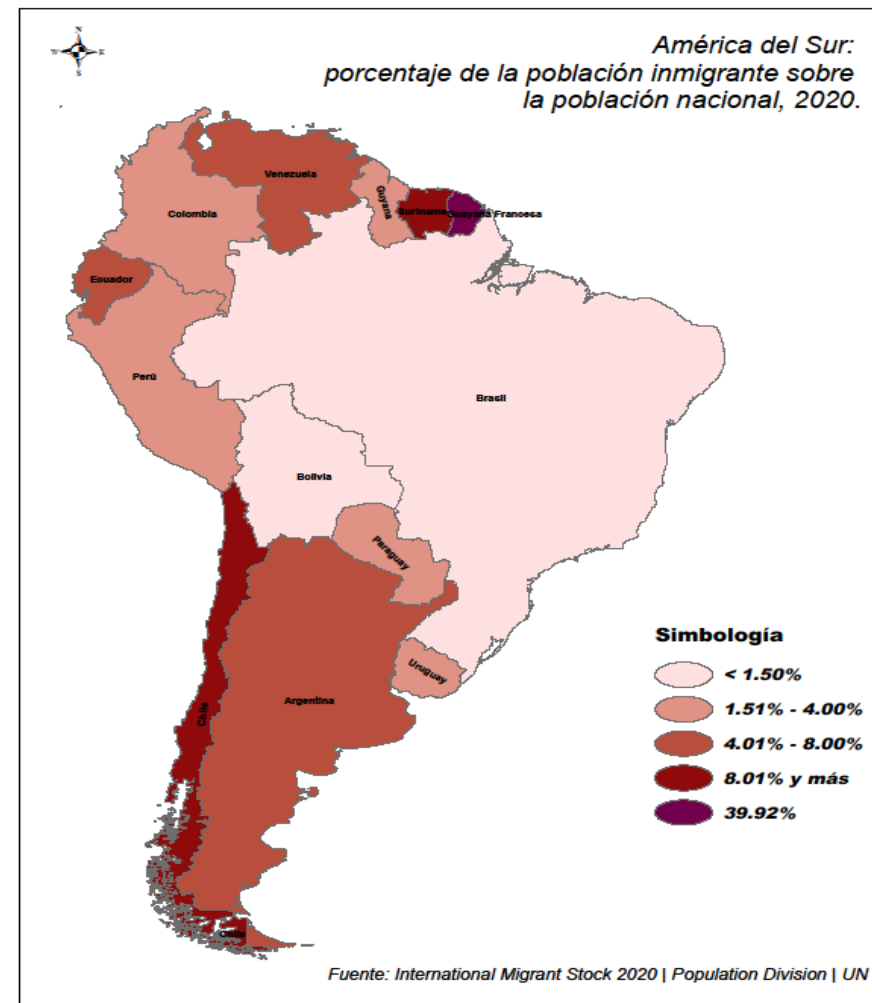 N
W E
S
América del Sur:
porcentaje de la población inmigrante sobre
la población nacional, 2020.
Venezuela
Guyana
Suriname
Guayana Francesa
Colombia
Ecuador
Perú
Brasil
Bolivia
Paraguay
Uruguay
Chile
Argentina
Chile
Simbología
< 1.50%
1.51% - 4.00%
4.01% - 8.00%
8.01% y más
39.92%
Fuente: International Migrant Stock 2020 | Population Division | UN